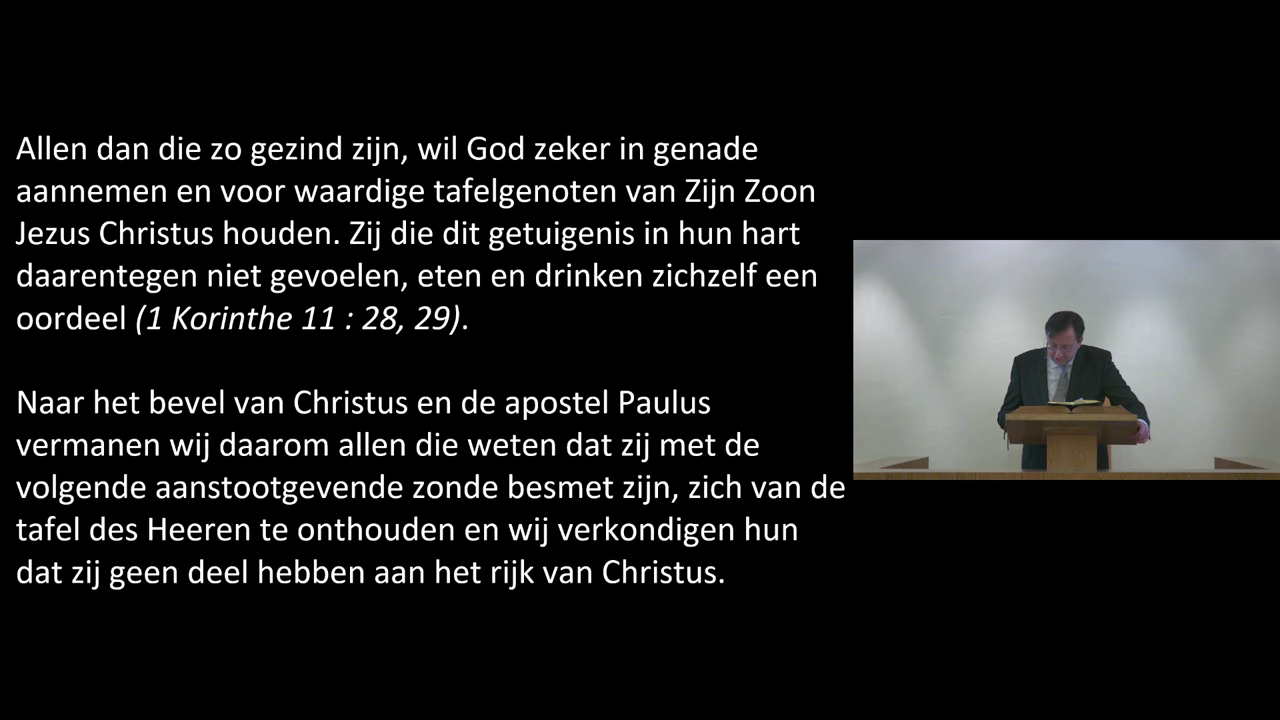 Allen dan die zo gezind zijn, wil God zeker in genade
aannemen en voor waardige tafelgenoten van Zijn Zoon
Jezus Christus houden. Zij die dit getuigenis in hun hart
daarentegen niet gevoelen, eten en drinken zichzelf een
oordeel (1 Korinthe 11 : 28, 29).
Naar het bevel van Christus en de apostel Paulus
vermanen wij daarom allen die weten dat zij met de
volgende aanstootgevende zonde besmet zijn, zich van de
tafel des Heeren te onthouden en wij verkondigen hun
dat zij geen deel hebben aan het rijk van Christus.